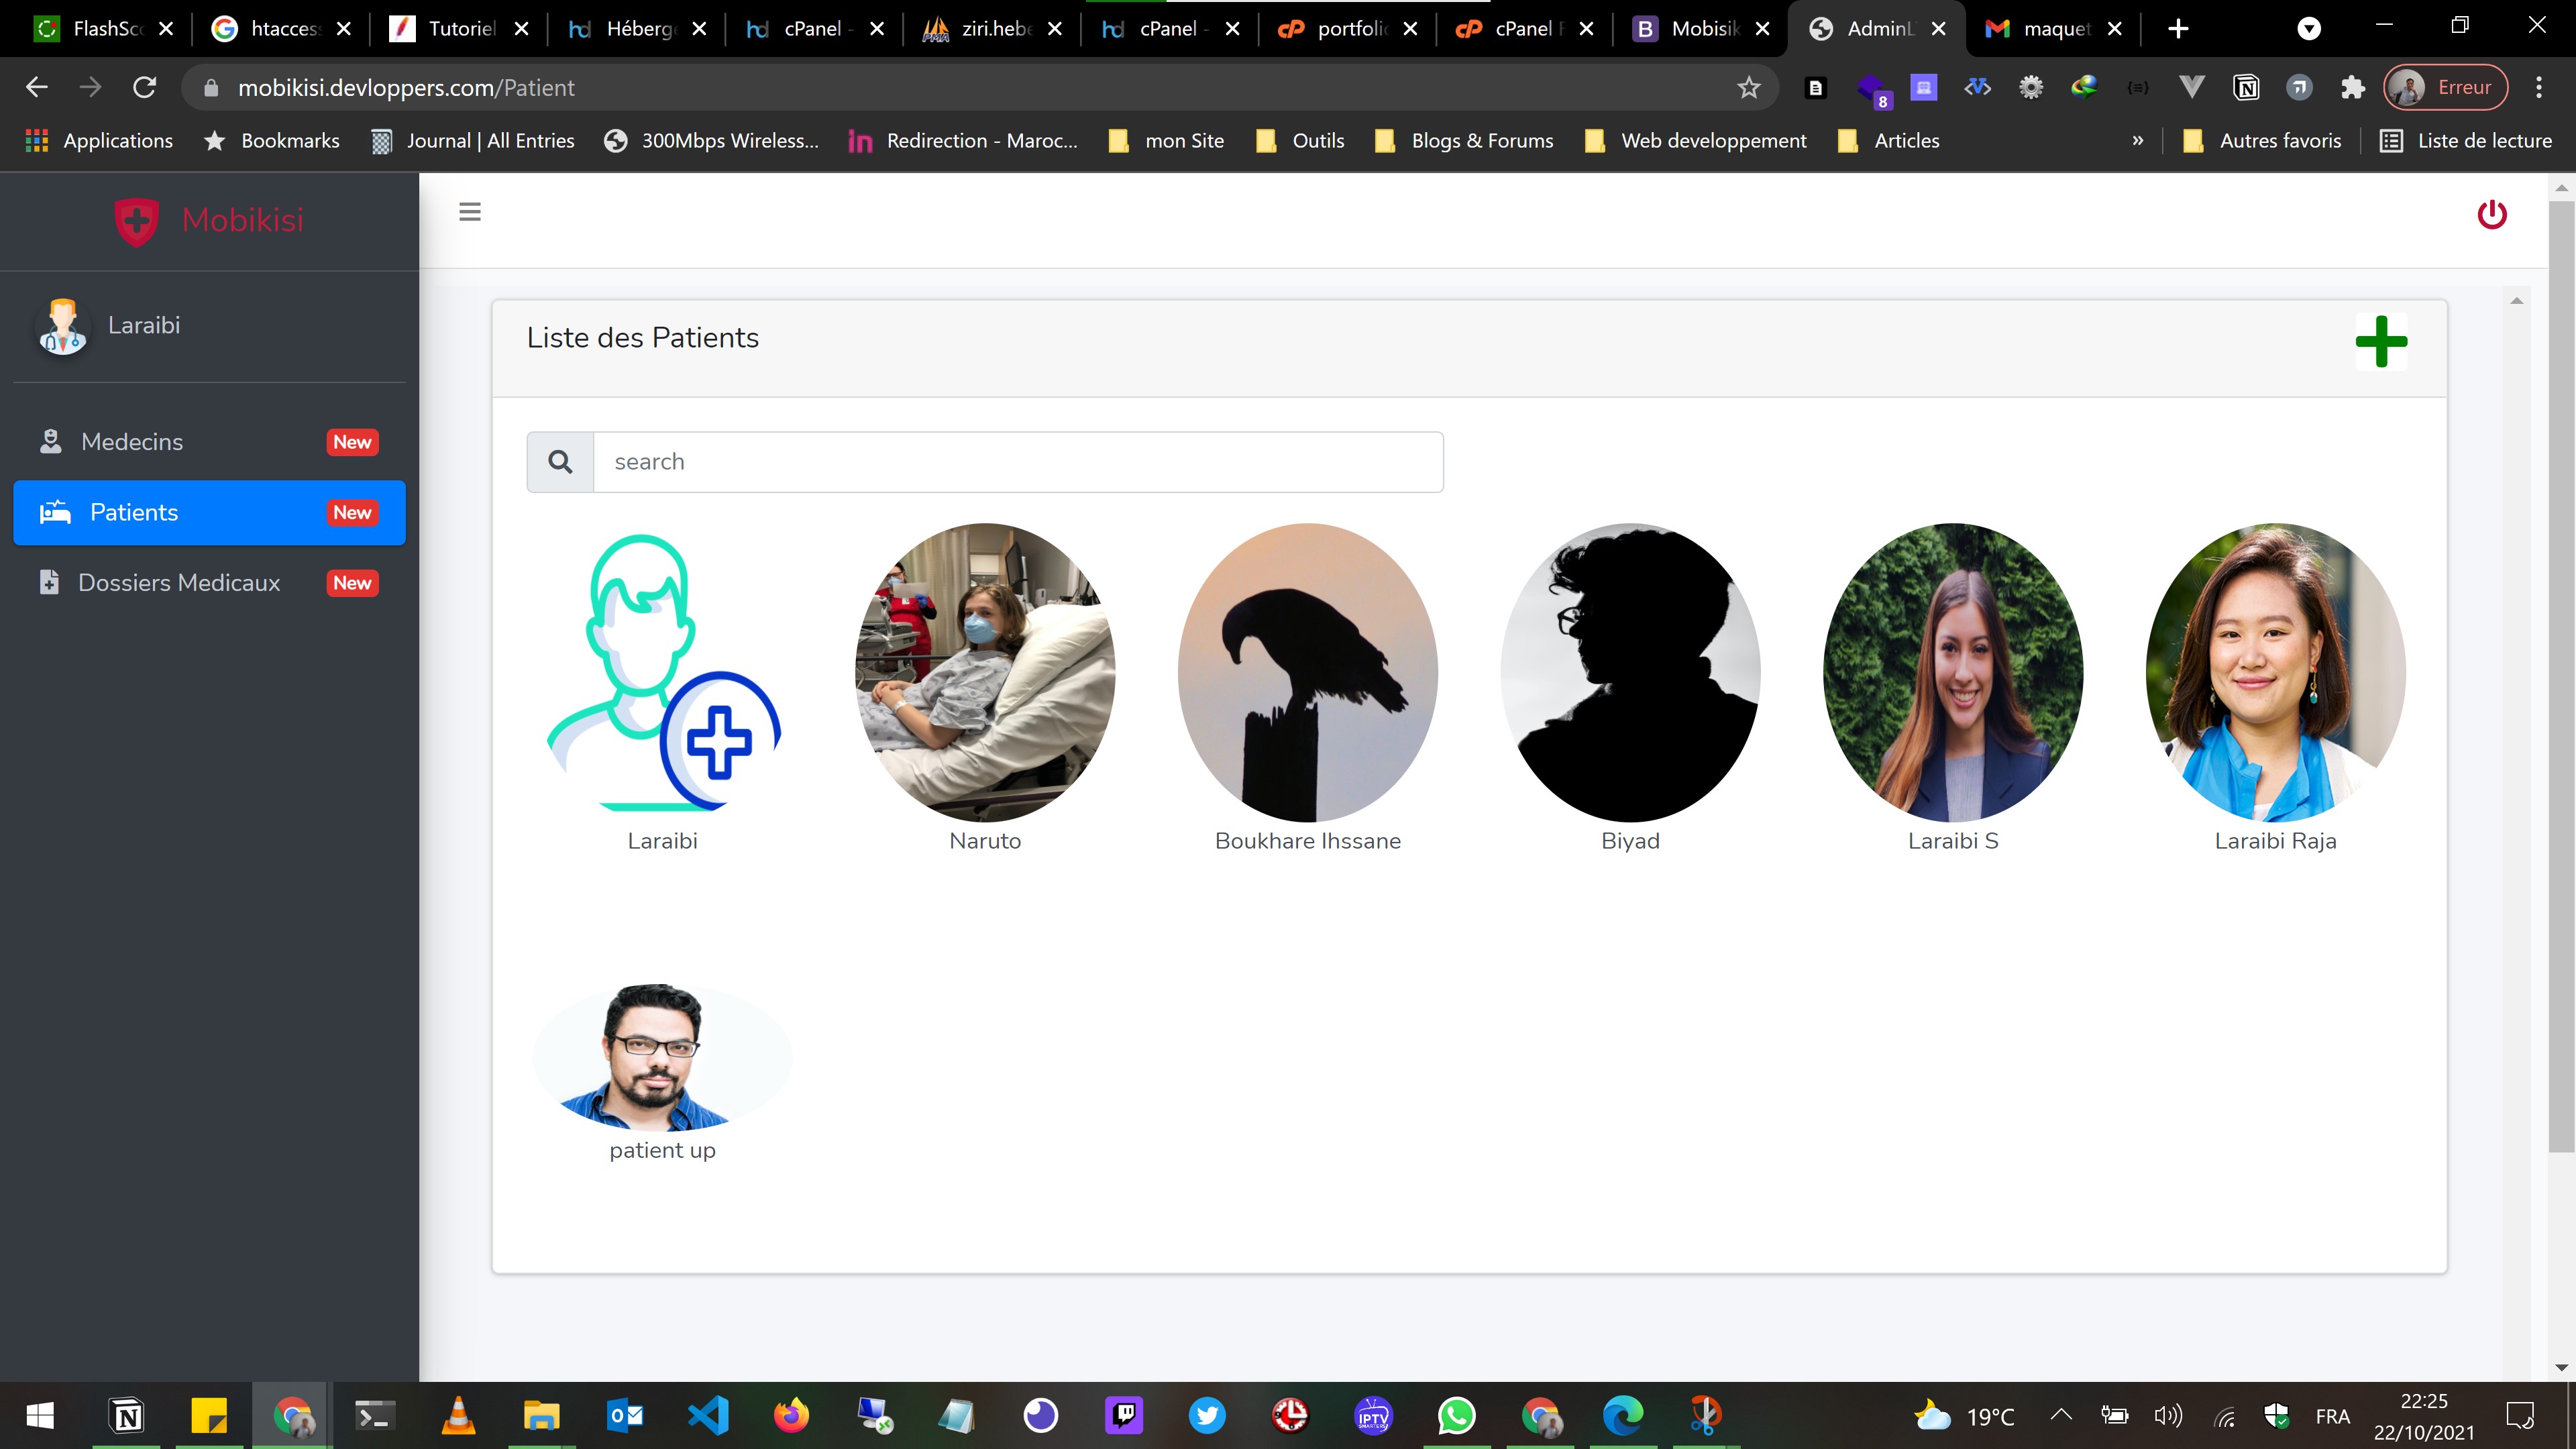 FlashSc
htacces
Tutoriel
Héberg
cPanel -
ziri.hebe
cPanel -
portfoli
cPanel F
Mobisik
AdminL
maquet
mobikisi.devloppers.com/Patient
8
Erreur
Applications
Bookmarks
Journal | All Entries
300Mbps Wireless...
Redirection - Maroc...
mon Site
Outils
Blogs & Forums
Web developpement
Articles
»
Autres favoris
Liste de lecture
Mobikisi
Laraibi
Medecins New
Patients New
Dossiers Medicaux New
Liste des Patients
search
Laraibi
Naruto
Boukhare Ihssane
Biyad
Laraibi S
Laraibi Raja
patient up
IPTV
19°C
FRA
22:25
22/10/2021